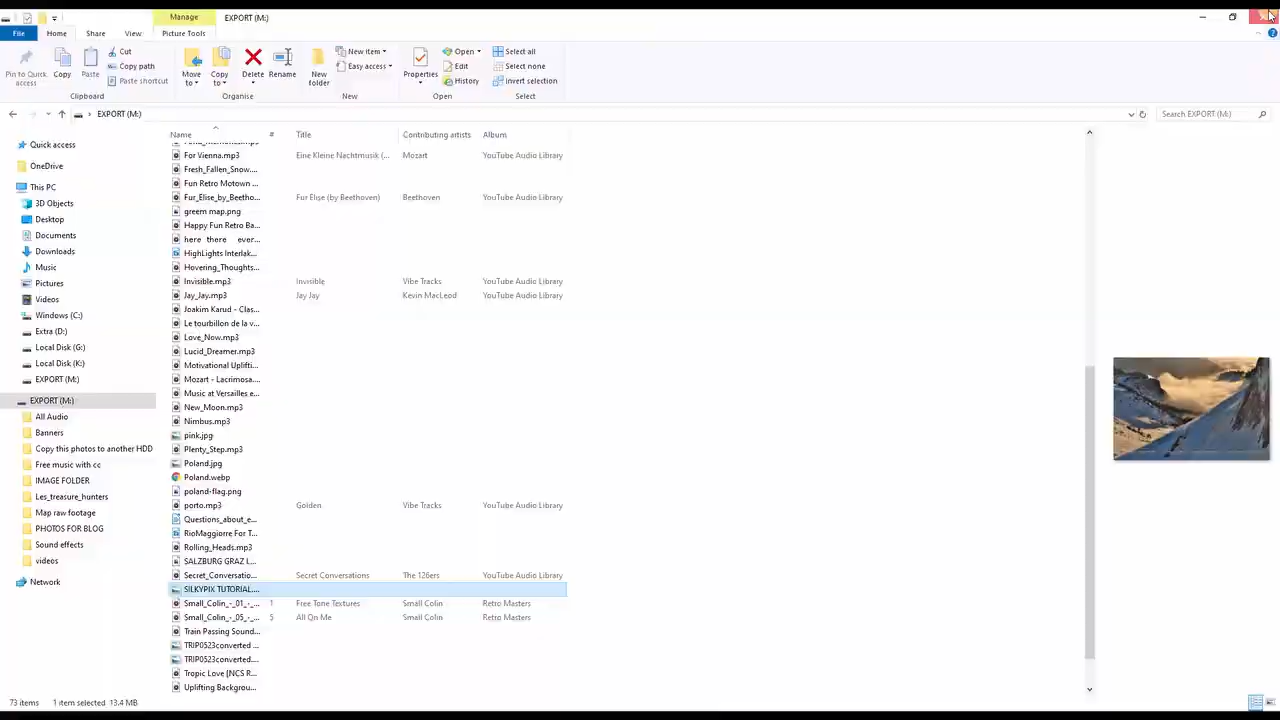 Manage
EXPORT (M:)
File
Home
Share
View
Picture Tools
Pin to Quick access
Copy
Paste
Cut
Copy path
Paste shortcut
Clipboard
Move to
Copy to
Delete
Rename
Organise
New folder
New item
Easy access
New
Properties
Open
Edit
History
Open
Select all
Select none
Invert selection
Select
EXPORT (M:)
Search EXPORT (M:)
Quick access
OneDrive
This PC
3D Objects
Desktop
Documents
Downloads
Music
Pictures
Videos
Windows (C:)
Extra (D:)
Local Disk (G:)
Local Disk (K:)
EXPORT (M:)
EXPORT (M:)
All Audio
Banners
Copy this photos to another HDD
Free music with cc
IMAGE FOLDER
Les_treasure_hunters
Map raw footage
PHOTOS FOR BLOG
Sound effects
videos
Network
Name # Title Contributing artists Album
For Vienna.mp3 Eine Kleine Nachtmusik (... Mozart YouTube Audio Library
Fresh_Fallen_Snow....
Fun Retro Motown ...
Fur_Elise_by_Beetho... Fur Elise (by Beethoven) Beethoven YouTube Audio Library
greem map.png
Happy Fun Retro Ba...
here there ever...
HighLights Interlak...
Hovering_Thoughts...
Invisible.mp3 Invisible Vibe Tracks YouTube Audio Library
Jay_Jay.mp3 Jay Jay Kevin MacLeod YouTube Audio Library
Joakim Karud - Clas...
Le tourbillon de la v...
Love_Now.mp3
Lucid_Dreamer.mp3
Motivational Uplifti...
Mozart - Lacrimosa....
Music at Versailles e...
New_Moon.mp3
Nimbus.mp3
pink.jpg
Plenty_Step.mp3
Poland.jpg
Poland.webp
poland-flag.png
porto.mp3 Golden Vibe Tracks YouTube Audio Library
Questions_about_e...
RioMaggiorre For T...
Rolling_Heads.mp3
SALZBURG GRAZ I...
Secret_Conversatio... Secret Conversations The 126ers YouTube Audio Library
SILKYPIX TUTORIAL....
Small_Colin_-_01_-_... 1 Free Tone Textures Small Colin Retro Masters
Small_Colin_-_05_-_... 5 All On Me Small Colin Retro Masters
Train Passing Sound...
TRIP0523converted ...
TRIP0523converted....
Tropic Love [NCS R...
Uplifting Backgrou...
73 items 1 item selected 13.4 MB